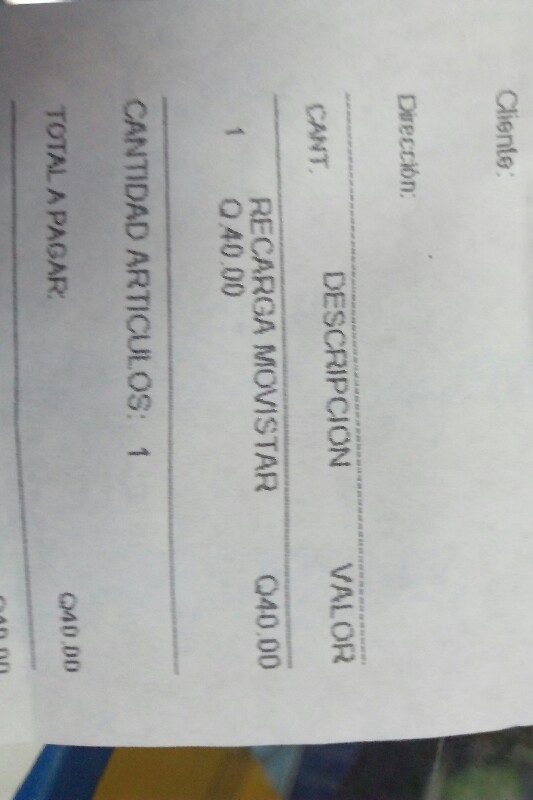 Cliente:
Dirección:
CANT. DESCRIPCION VALOR
1 RECARGA MOVISTAR Q40.00
Q.40.00
CANTIDAD ARTICULOS: 1
TOTAL A PAGAR: Q40.00
Q40.00